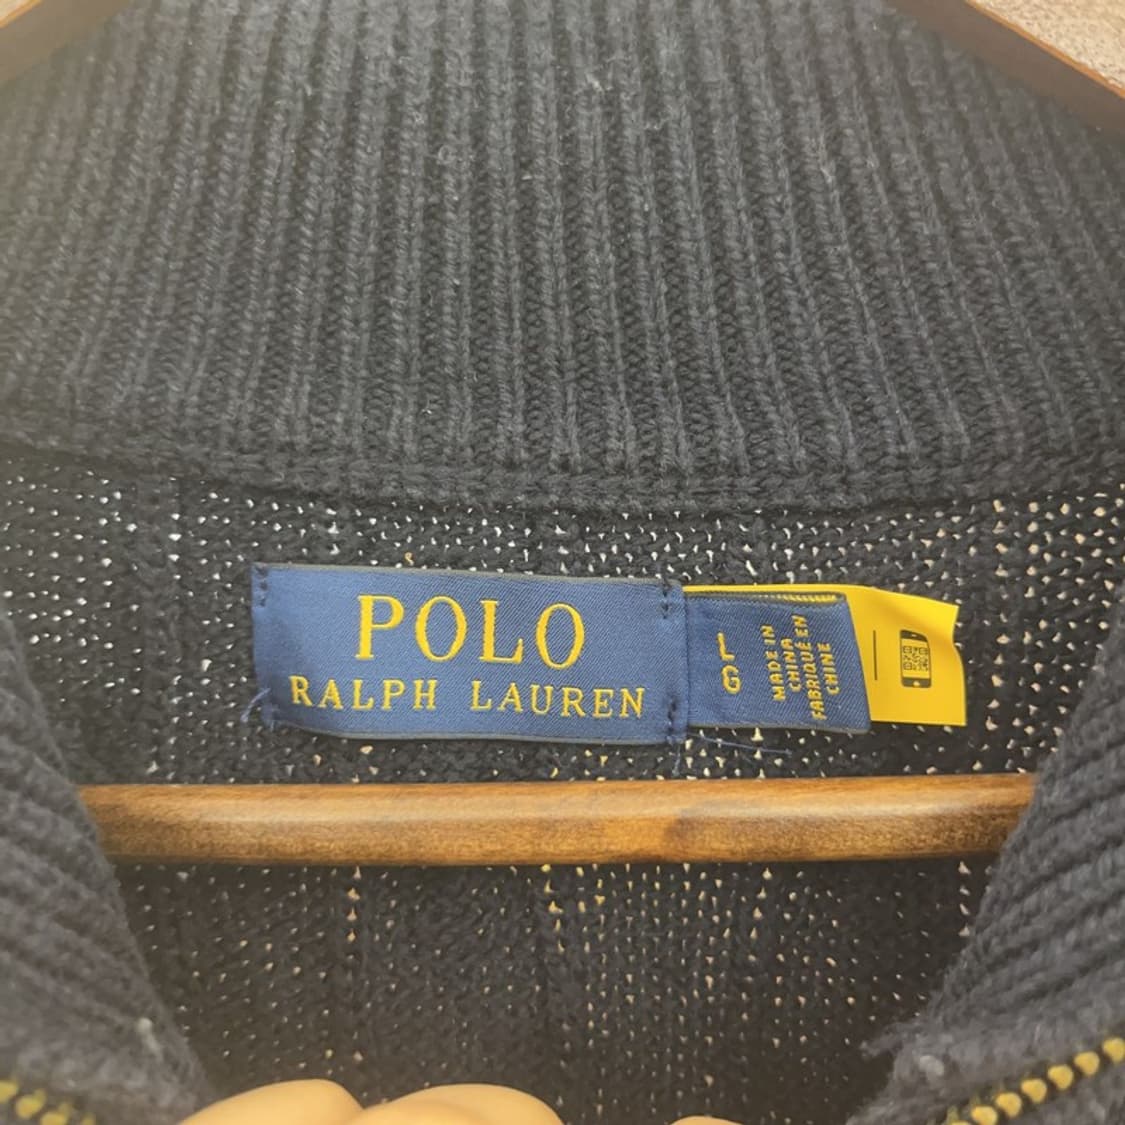 POLO
RALPH LAUREN
L
G
MADE IN
CHINA
FABRIQUÉ EN
CHINE